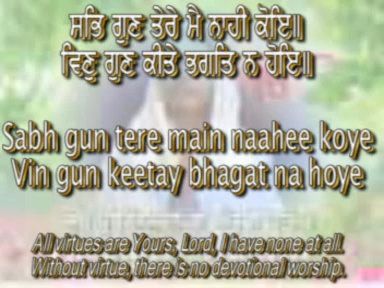 ਸਭਿ ਗੁਣ ਤੇਰੇ ਮੈ ਨਾਹੀ ਕੋਇ॥
ਵਿਣੁ ਗੁਣ ਕੀਤੇ ਭਗਤਿ ਨ ਹੋਇ॥
Sabh gun tere main naahee koye
Vin gun keetay bhagat na hoye
All virtues are Yours, Lord, I have none at all.
Without virtue, there is no devotional worship.